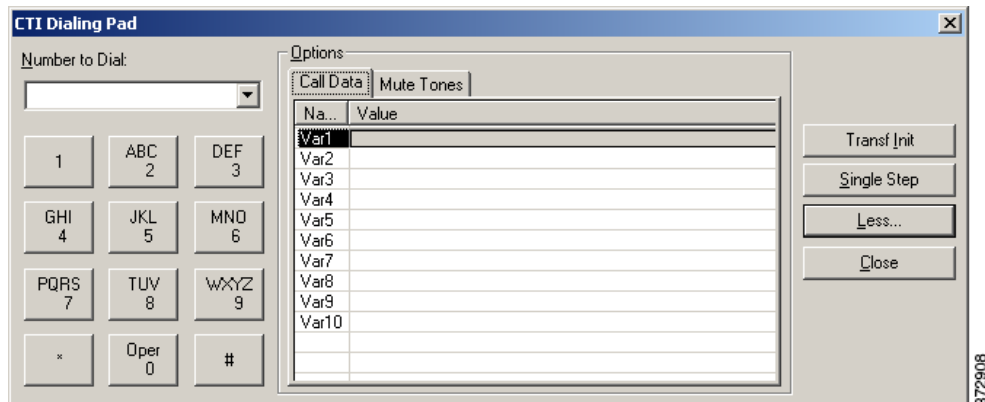 CTI Dialing Pad
Number to Dial:
1
ABC
2
DEF
3
GHI
4
JKL
5
MNO
6
PQRS
7
TUV
8
WXYZ
9
*
Oper
0
#
Options
Call Data
Mute Tones
Na... Value
Var1
Var2
Var3
Var4
Var5
Var6
Var7
Var8
Var9
Var10
Transf Init
Single Step
Less...
Close
372908